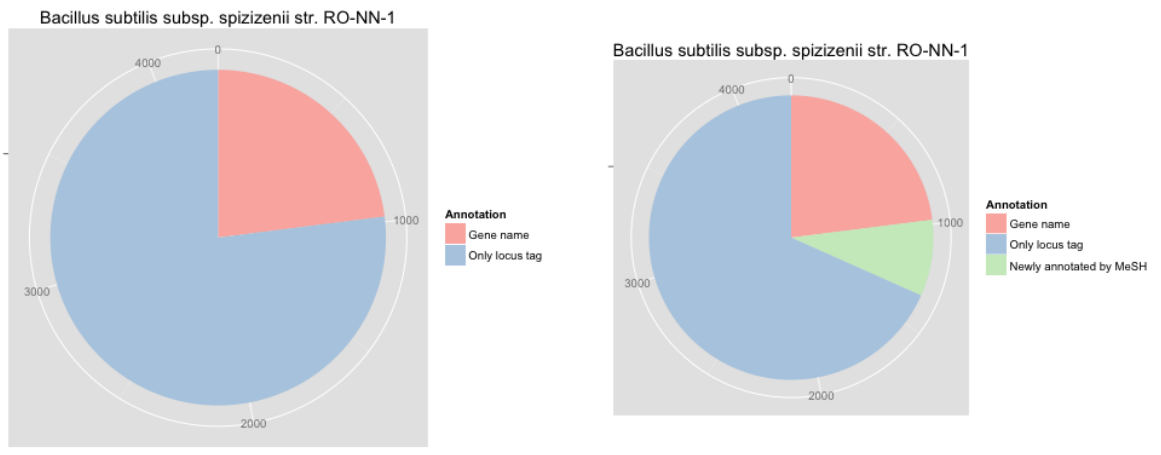 Bacillus subtilis subsp. spizizenii str. RO-NN-1
0
4000
1000
3000
2000
Annotation
Gene name
Only locus tag
Bacillus subtilis subsp. spizizenii str. RO-NN-1
0
4000
1000
3000
2000
Annotation
Gene name
Only locus tag
Newly annotated by MeSH